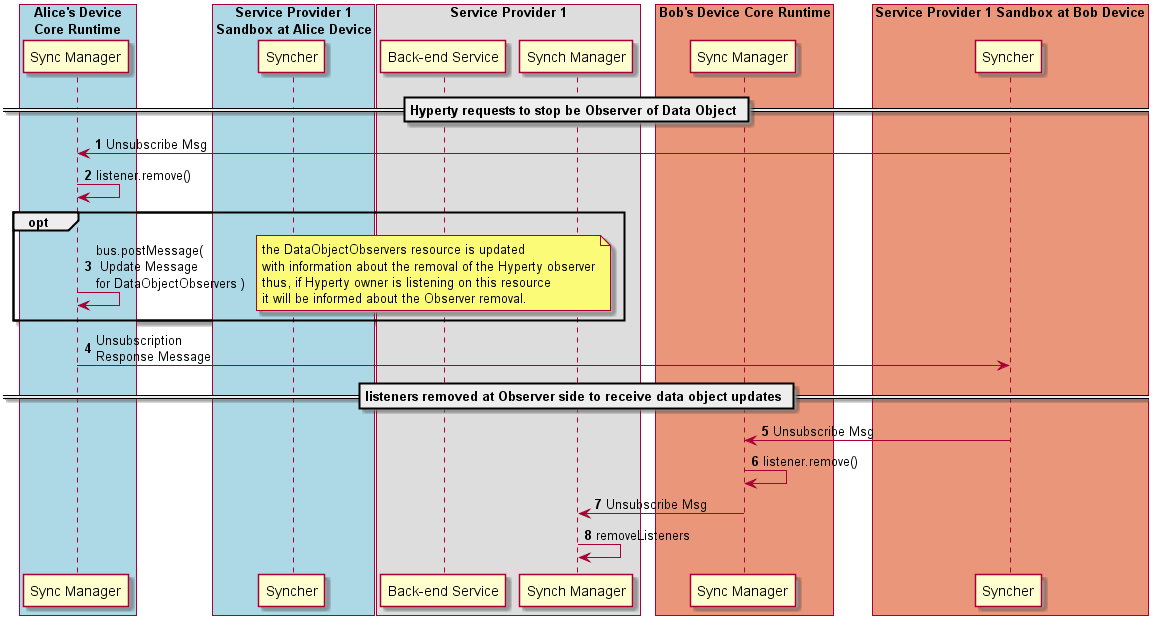 Alice's Device
Core Runtime
Service Provider 1
Sandbox at Alice Device
Service Provider 1
Bob's Device Core Runtime
Service Provider 1 Sandbox at Bob Device
Sync Manager
Syncher
Back-end Service
Synch Manager
Sync Manager
Syncher
Hyperty requests to stop be Observer of Data Object
1 Unsubscribe Msg
2 listener.remove()
opt
bus.postMessage(
3 Update Message
for DataObjectObservers )
the DataObjectObservers resource is updated
with information about the removal of the Hyperty observer
thus, if Hyperty owner is listening on this resource
it will be informed about the Observer removal.
4 Unsubscription
Response Message
listeners removed at Observer side to receive data object updates
5 Unsubscribe Msg
6 listener.remove()
7 Unsubscribe Msg
8 removeListeners
Sync Manager
Syncher
Back-end Service
Synch Manager
Sync Manager
Syncher